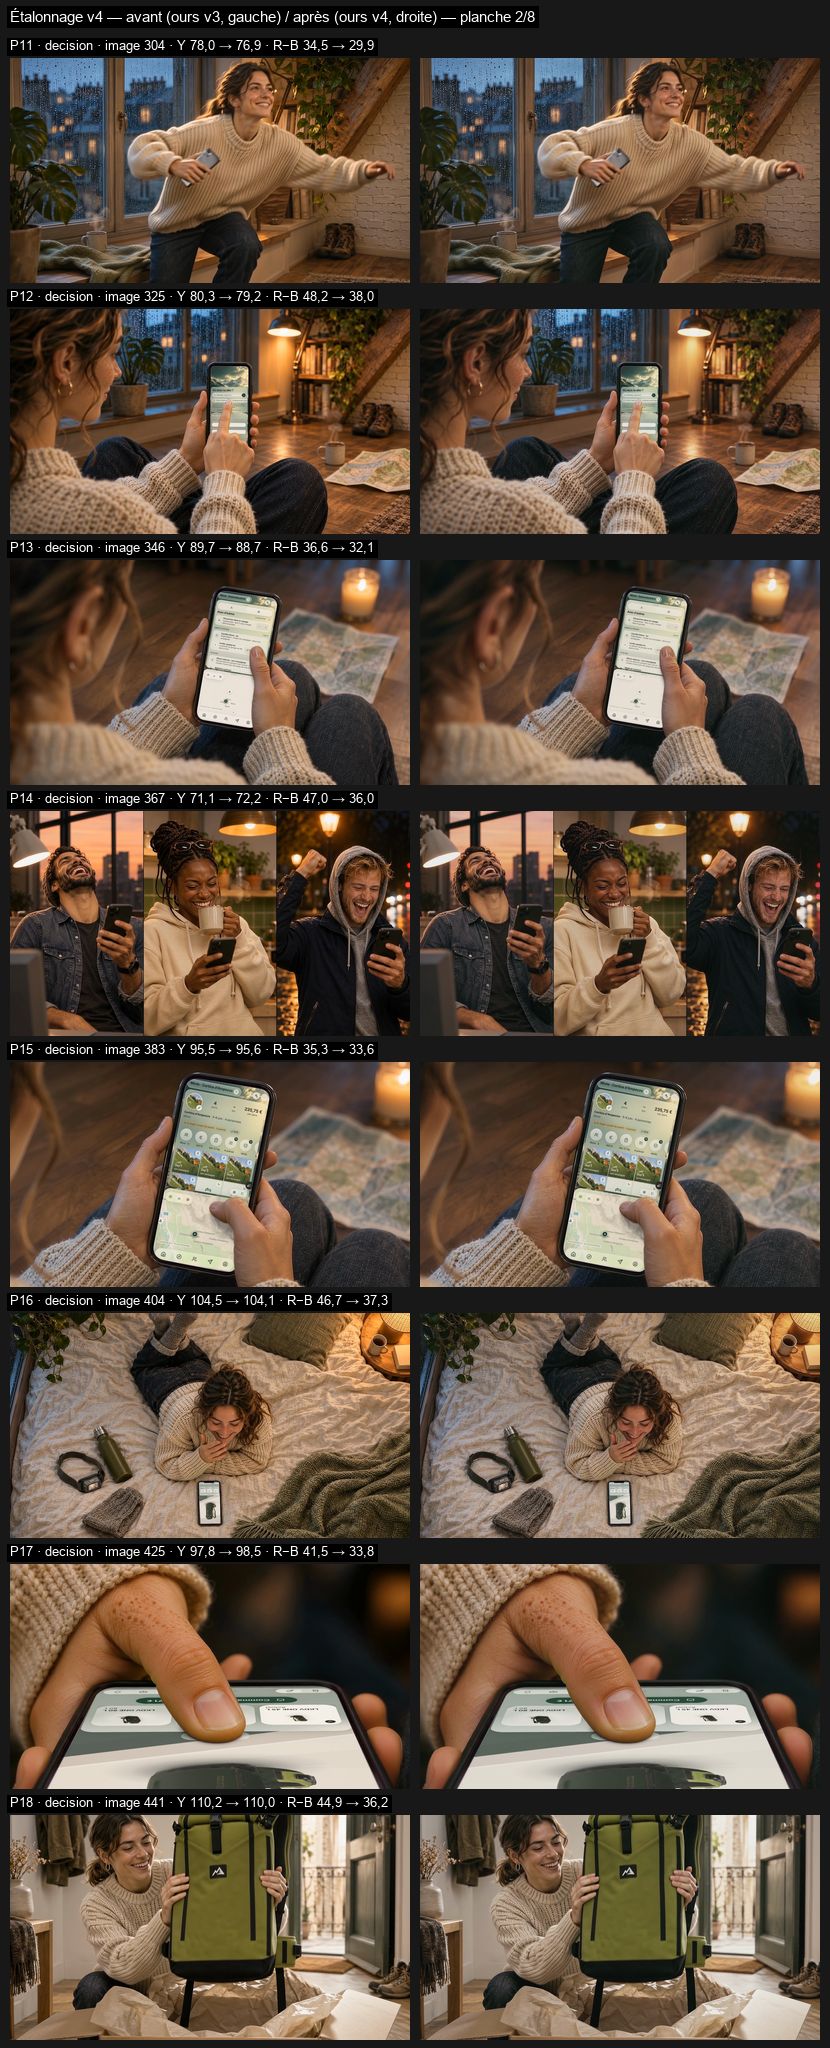 Étalonnage v4 — avant (ours v3, gauche) / après (ours v4, droite) — planche 2/8
P11 · decision · image 304 · Y 78,0 → 76,9 · R−B 34,5 → 29,9
P12 · decision · image 325 · Y 80,3 → 79,2 · R−B 48,2 → 38,0
P13 · decision · image 346 · Y 89,7 → 88,7 · R−B 36,6 → 32,1
P14 · decision · image 367 · Y 71,1 → 72,2 · R−B 47,0 → 36,0
P15 · decision · image 383 · Y 95,5 → 95,6 · R−B 35,3 → 33,6
P16 · decision · image 404 · Y 104,5 → 104,1 · R−B 46,7 → 37,3
P17 · decision · image 425 · Y 97,8 → 98,5 · R−B 41,5 → 33,8
P18 · decision · image 441 · Y 110,2 → 110,0 · R−B 44,9 → 36,2